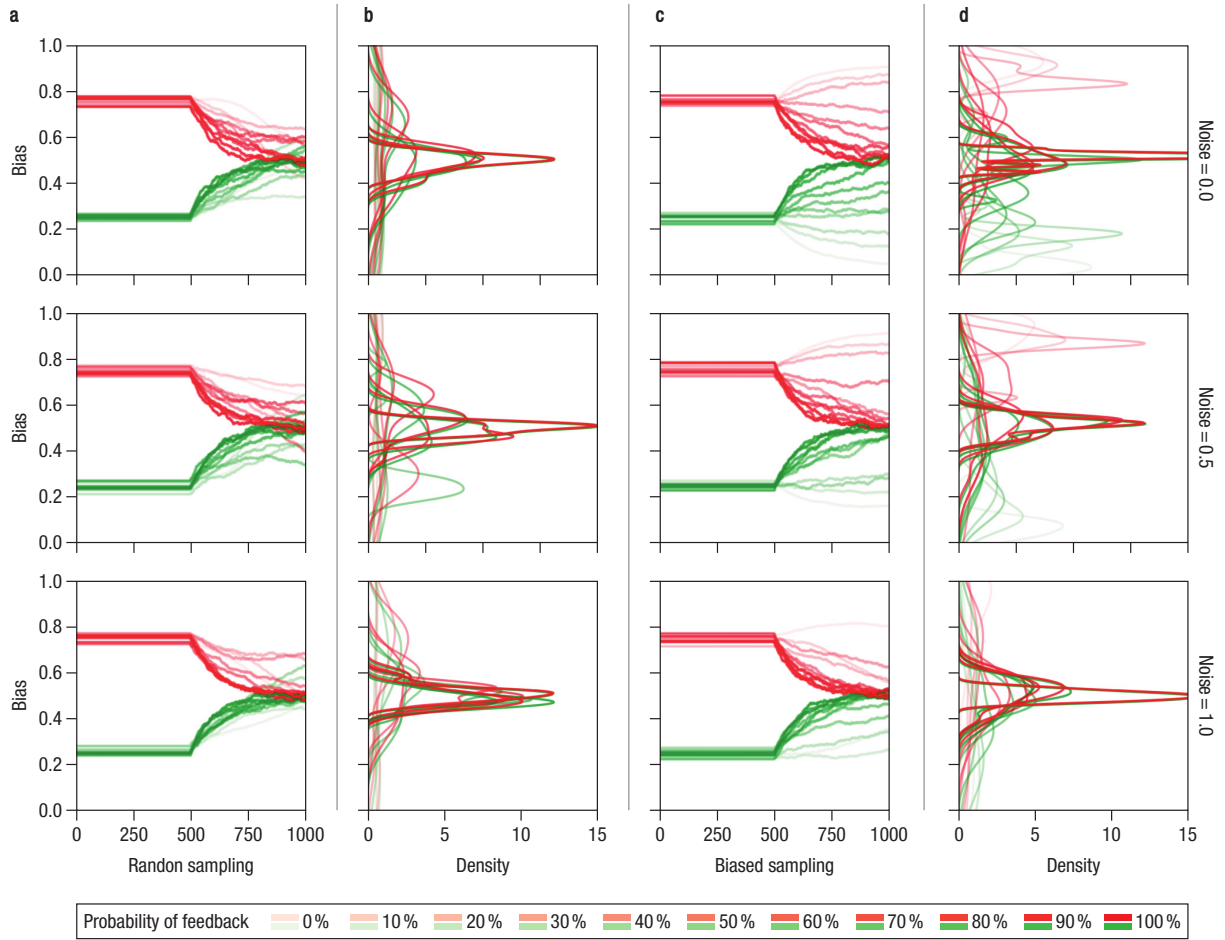 a b c d
1.0
0.8
0.6
0.4
0.2
0.0
Bias
Noise = 0.0
1.0
0.8
0.6
0.4
0.2
0.0
Bias
Noise = 0.5
1.0
0.8
0.6
0.4
0.2
0.0
Bias
Noise = 1.0
0 250 500 750 1000 0 5 10 15 0 250 500 750 1000 0 5 10 15
Randon sampling Density Biased sampling Density
Probability of feedback 0 % 10 % 20 % 30 % 40 % 50 % 60 % 70 % 80 % 90 % 100 %